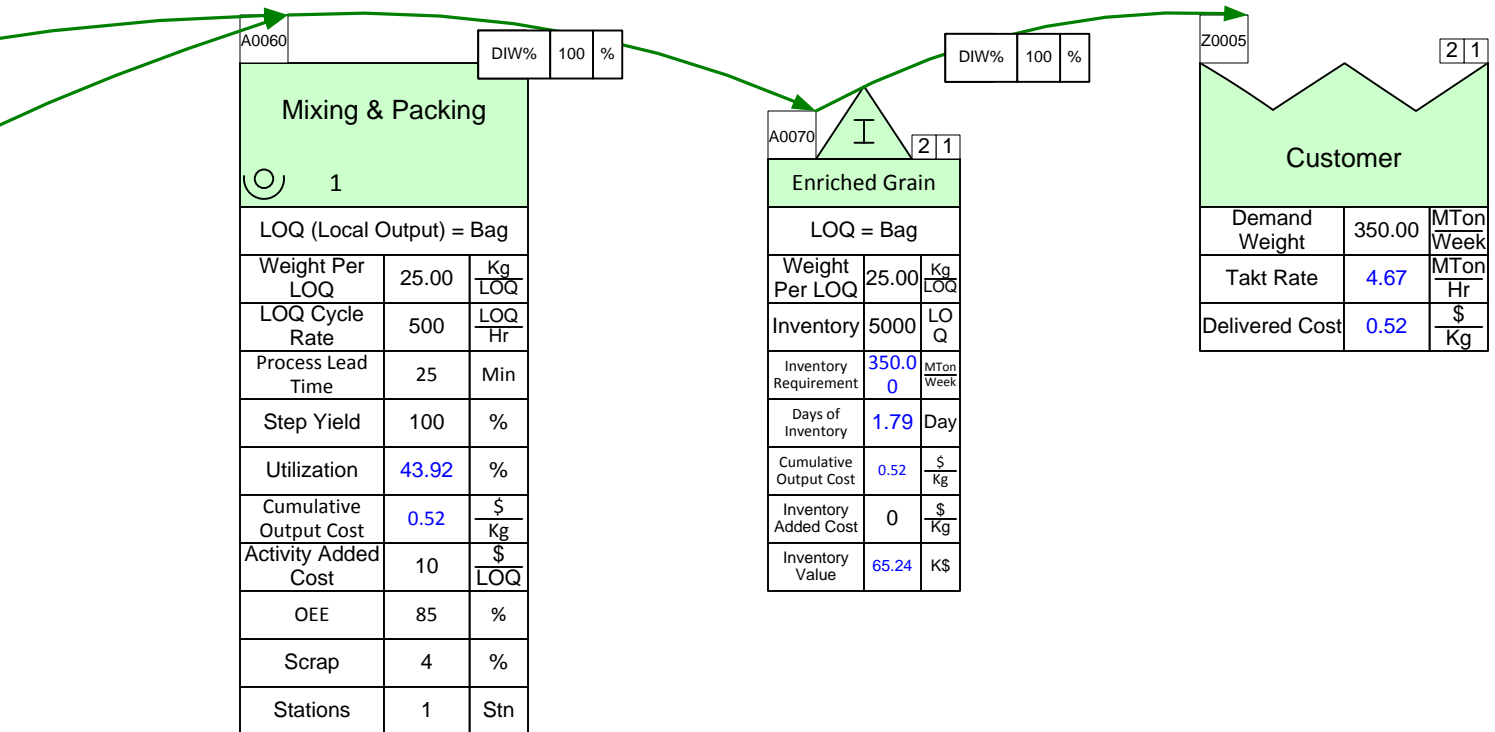 A0060
DIW% 100 %
Mixing & Packing
1
LOQ (Local Output) = Bag
Weight Per
LOQ
25.00
Kg
LOQ
LOQ Cycle
Rate
500
LOQ
Hr
Process Lead
Time
25
Min
Step Yield 100 %
Utilization 43.92 %
Cumulative
Output Cost
0.52
$
Kg
Activity Added
Cost
10
$
LOQ
OEE 85 %
Scrap 4 %
Stations 1 Stn
A0070
I
2 1
Enriched Grain
LOQ = Bag
Weight
Per LOQ
25.00
Kg
LOQ
Inventory 5000
LO
Q
Inventory
Requirement
350.0
0
MTon
Week
Days of
Inventory
1.79
Day
Cumulative
Output Cost
0.52
$
Kg
Inventory
Added Cost
0
$
Kg
Inventory
Value
65.24
K$
DIW% 100 %
Z0005
2 1
Customer
Demand
Weight
350.00
MTon
Week
Takt Rate 4.67
MTon
Hr
Delivered Cost 0.52
$
Kg